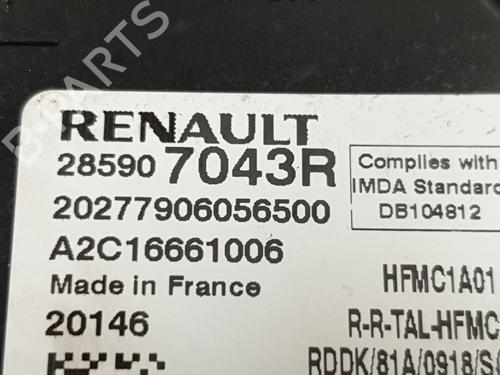 B-PARTS
RENAULT
28590 7043R
20277906056500
A2C16661006
Made in France
20146
Complies with
IMDA Standard
DB104812
HFMC1A01
R-R-TAL-HFMC
RDDK/81A/0918/S